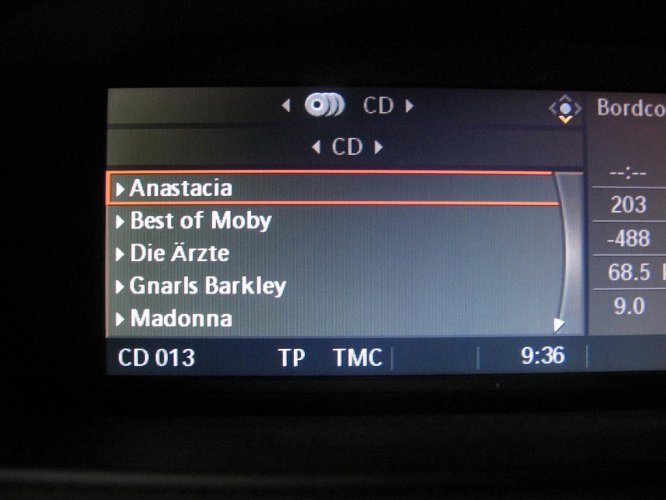 CD
CD
Anastacia
Best of Moby
Die Ärzte
Gnarls Barkley
Madonna
CD 013 TP TMC 9:36
Bordco
--:--
203
-488
68.5
9.0